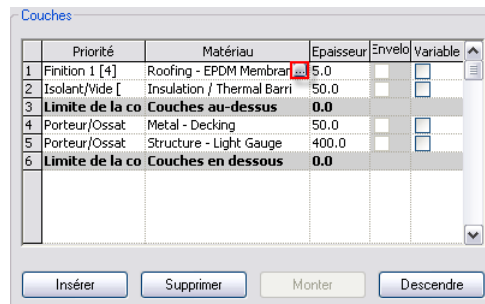 Couches
Priorité Matériau Epaisseur Envelo Variable
1 Finition 1 [4] Roofing - EPDM Membran ... 5.0
2 Isolant/Vide [ Insulation / Thermal Barri 50.0
3 Limite de la co Couches au-dessus 0.0
4 Porteur/Ossat Metal - Decking 50.0
5 Porteur/Ossat Structure - Light Gauge 400.0
6 Limite de la co Couches en dessous 0.0
Insérer Supprimer Monter Descendre